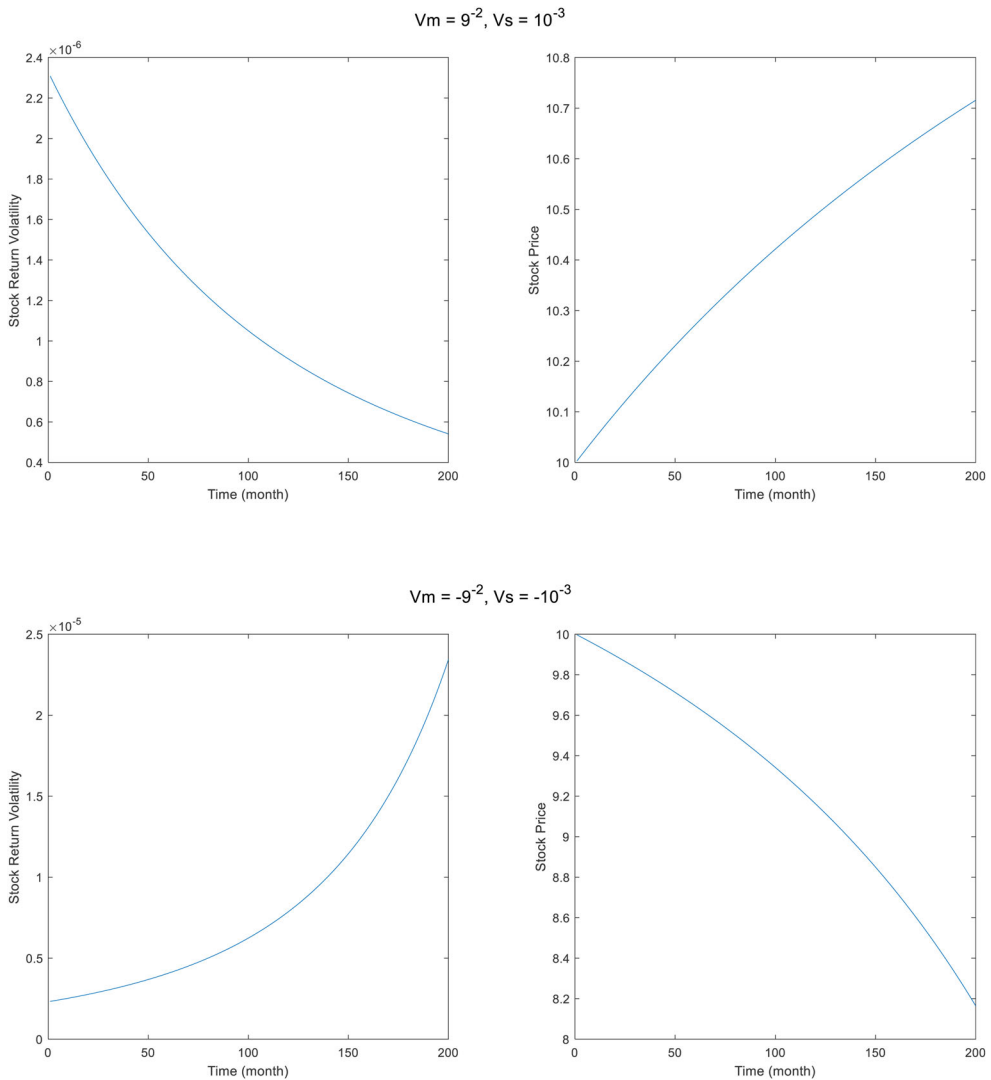 Vm = 9^-2, Vs = 10^-3
×10^-6
2.4
2.2
2
1.8
1.6
1.4
1.2
1
0.8
0.6
0.4
0 50 100 150 200
Time (month)
Stock Return Volatility
10.8
10.7
10.6
10.5
10.4
10.3
10.2
10.1
10
0 50 100 150 200
Time (month)
Stock Price
Vm = -9^-2, Vs = -10^-3
×10^-5
2.5
2
1.5
1
0.5
0
0 50 100 150 200
Time (month)
Stock Return Volatility
10
9.8
9.6
9.4
9.2
9
8.8
8.6
8.4
8.2
8
0 50 100 150 200
Time (month)
Stock Price